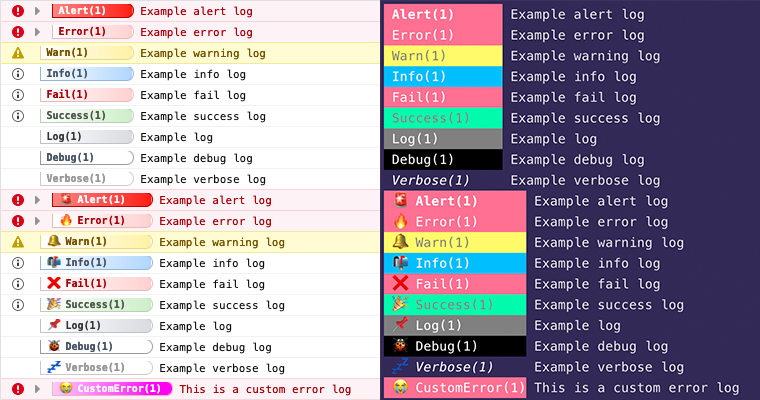 Alert(1) Example alert log
Error(1) Example error log
Warn(1) Example warning log
Info(1) Example info log
Fail(1) Example fail log
Success(1) Example success log
Log(1) Example log
Debug(1) Example debug log
Verbose(1) Example verbose log
🚨 Alert(1) Example alert log
🔥 Error(1) Example error log
🔔 Warn(1) Example warning log
📬 Info(1) Example info log
❌ Fail(1) Example fail log
🎉 Success(1) Example success log
📌 Log(1) Example log
🐞 Debug(1) Example debug log
💤 Verbose(1) Example verbose log
😭 CustomError(1) This is a custom error log
Alert(1) Example alert log
Error(1) Example error log
Warn(1) Example warning log
Info(1) Example info log
Fail(1) Example fail log
Success(1) Example success log
Log(1) Example log
Debug(1) Example debug log
Verbose(1) Example verbose log
🚨 Alert(1) Example alert log
🔥 Error(1) Example error log
🔔 Warn(1) Example warning log
📬 Info(1) Example info log
❌ Fail(1) Example fail log
🎉 Success(1) Example success log
📌 Log(1) Example log
🐞 Debug(1) Example debug log
💤 Verbose(1) Example verbose log
😭 CustomError(1) This is a custom error log